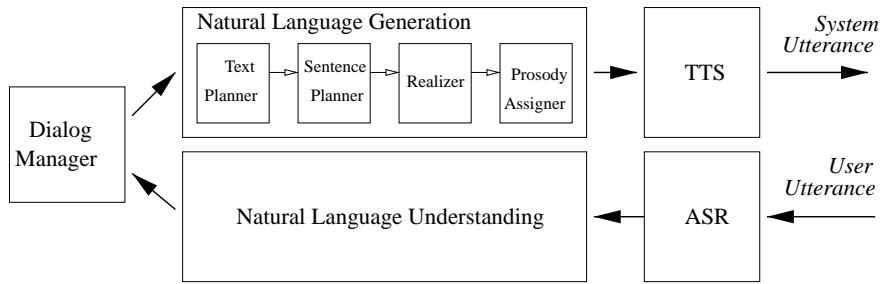 Natural Language Generation
Text
Planner
Sentence
Planner
Realizer
Prosody
Assigner
TTS
System
Utterance
Dialog
Manager
Natural Language Understanding
ASR
User
Utterance